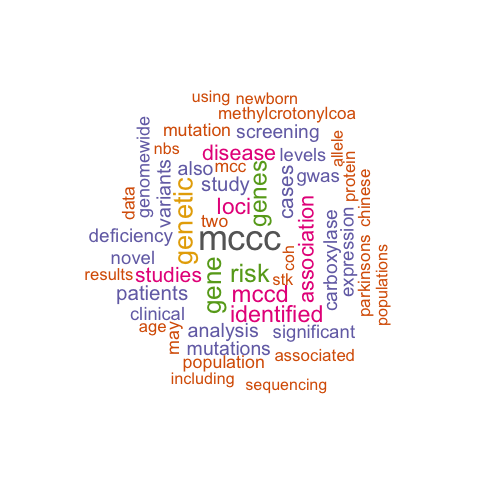 using newborn
methylcrotonylcoa
mutation screening
nbs disease levels
genomewide variants also mcc study cases gwas allele protein
data genetic loci genes association chinese
two
deficiency mccc carboxylase expression
novel coh parkinsons populations
results studies gene risk stk
patients mccd
clinical identified
age may analysis significant
mutations associated
population
including sequencing